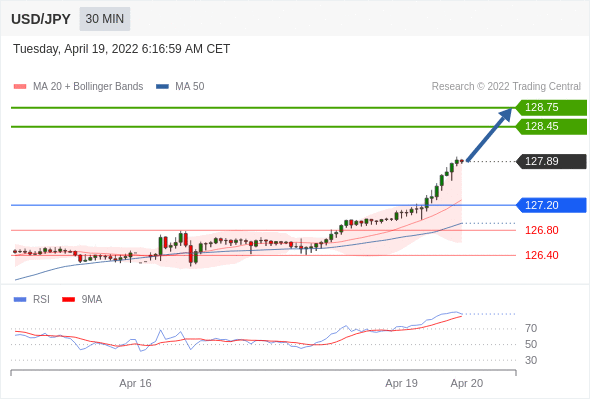 USD/JPY 30 MIN
Tuesday, April 19, 2022 6:16:59 AM CET
MA 20 + Bollinger Bands MA 50 Research © 2022 Trading Central
128.75
128.45
127.89
127.20
126.80
126.40
RSI 9MA
70
50
30
Apr 16 Apr 19 Apr 20